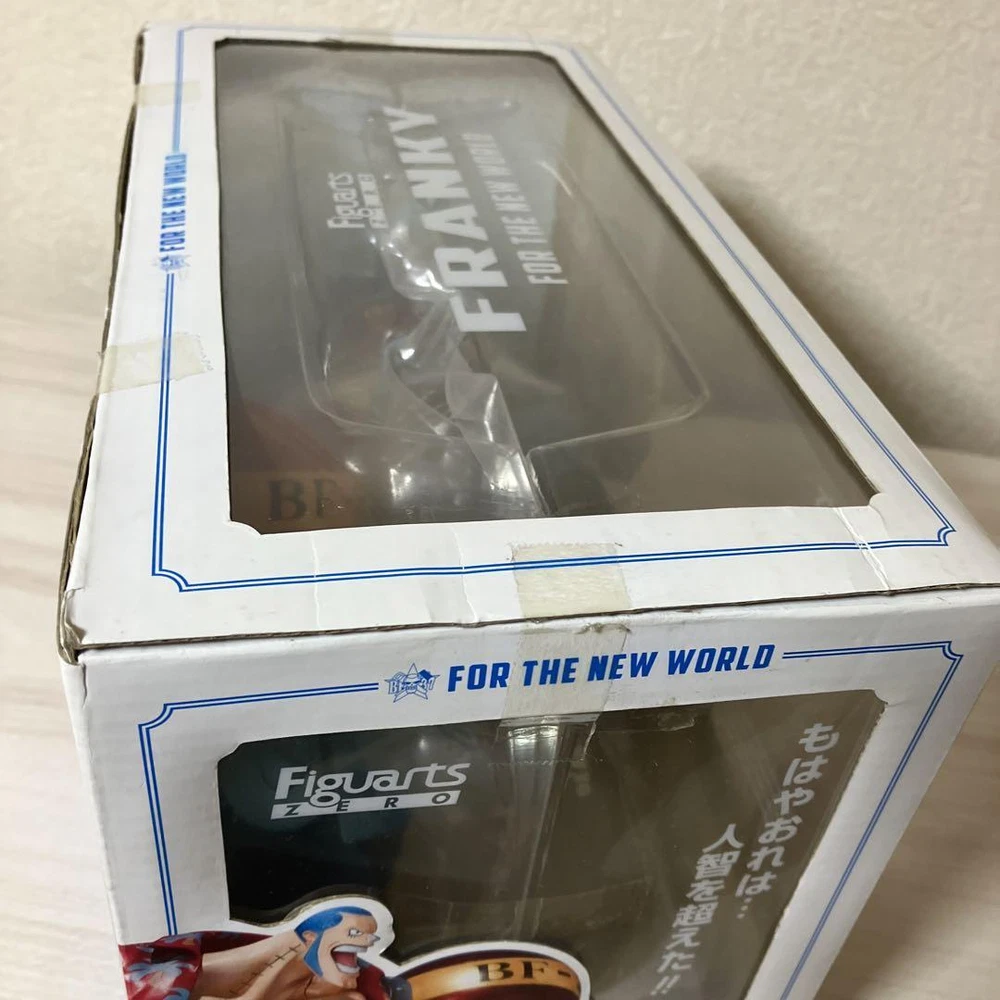 FOR THE NEW WORLD
Figuarts
FRANKY
FOR THE NEW WORLD
BF
FOR THE NEW WORLD
Figuarts
ZERO
もはやおれは…
人智を超えた!!
BF-